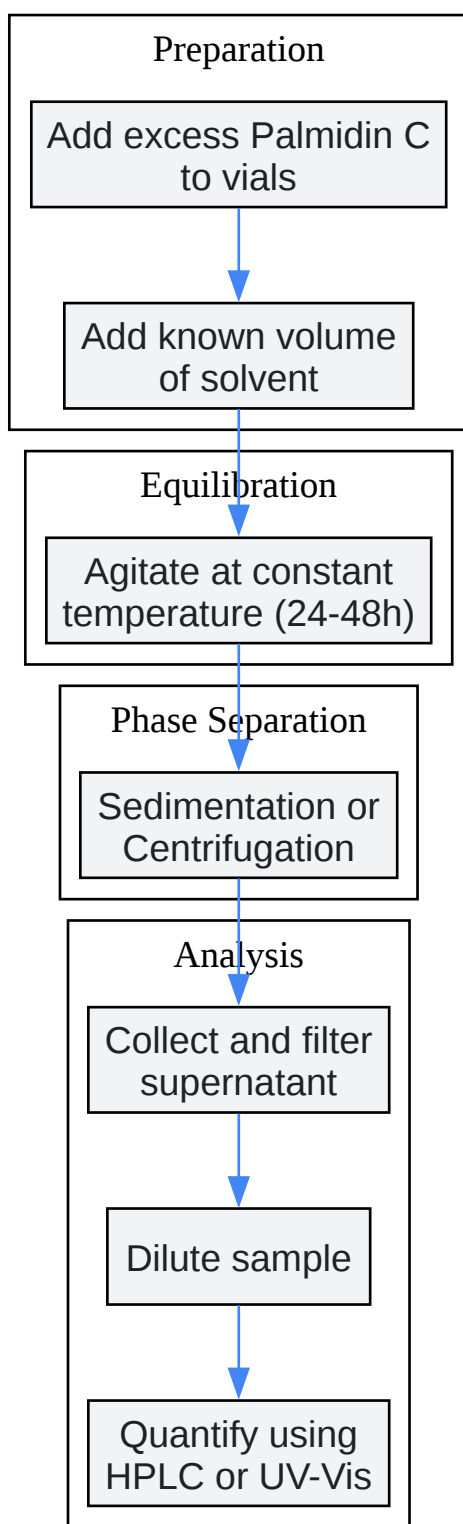 Preparation
Add excess Palmidin C
to vials
Add known volume
of solvent
Equilibration
Agitate at constant
temperature (24-48h)
Phase Separation
Sedimentation or
Centrifugation
Analysis
Collect and filter
supernatant
Dilute sample
Quantify using
HPLC or UV-Vis